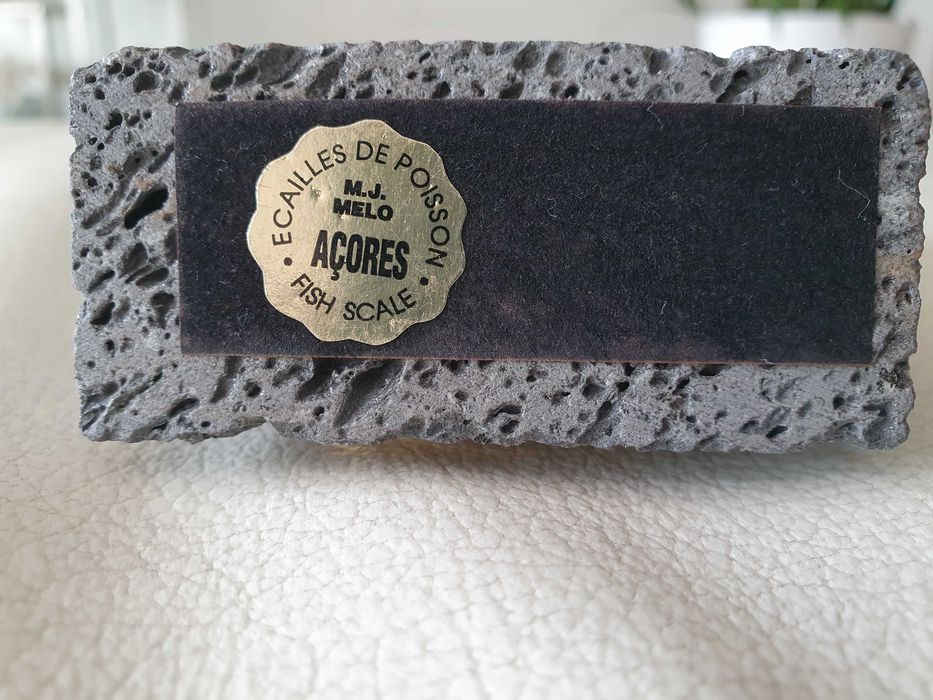 ECAILLES DE POISSON
M.J.
MELO
AÇORES
• FISH SCALE •